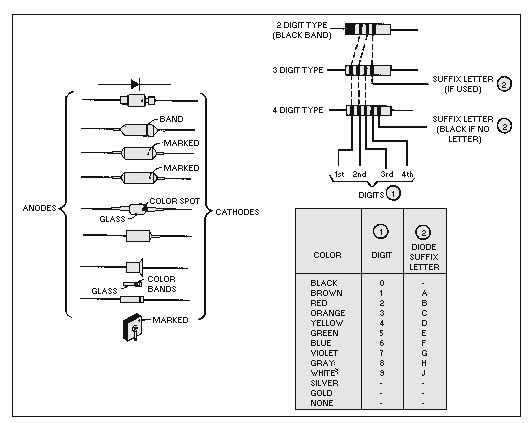 2 DIGIT TYPE
(BLACK BAND)
3 DIGIT TYPE
SUFFIX LETTER
(IF USED) 2
4 DIGIT TYPE
SUFFIX LETTER
(BLACK IF NO
LETTER) 2
1st 2nd 3rd 4th
DIGITS 1
BAND
MARKED
MARKED
COLOR SPOT
GLASS
ANODES
CATHODES
COLOR
BANDS
GLASS
MARKED
1 2
COLOR DIGIT DIODE
SUFFIX
LETTER
BLACK 0 -
BROWN 1 A
RED 2 B
ORANGE 3 C
YELLOW 4 D
GREEN 5 E
BLUE 6 F
VIOLET 7 G
GRAY 8 H
WHITE 9 J
SILVER - -
GOLD - -
NONE - -